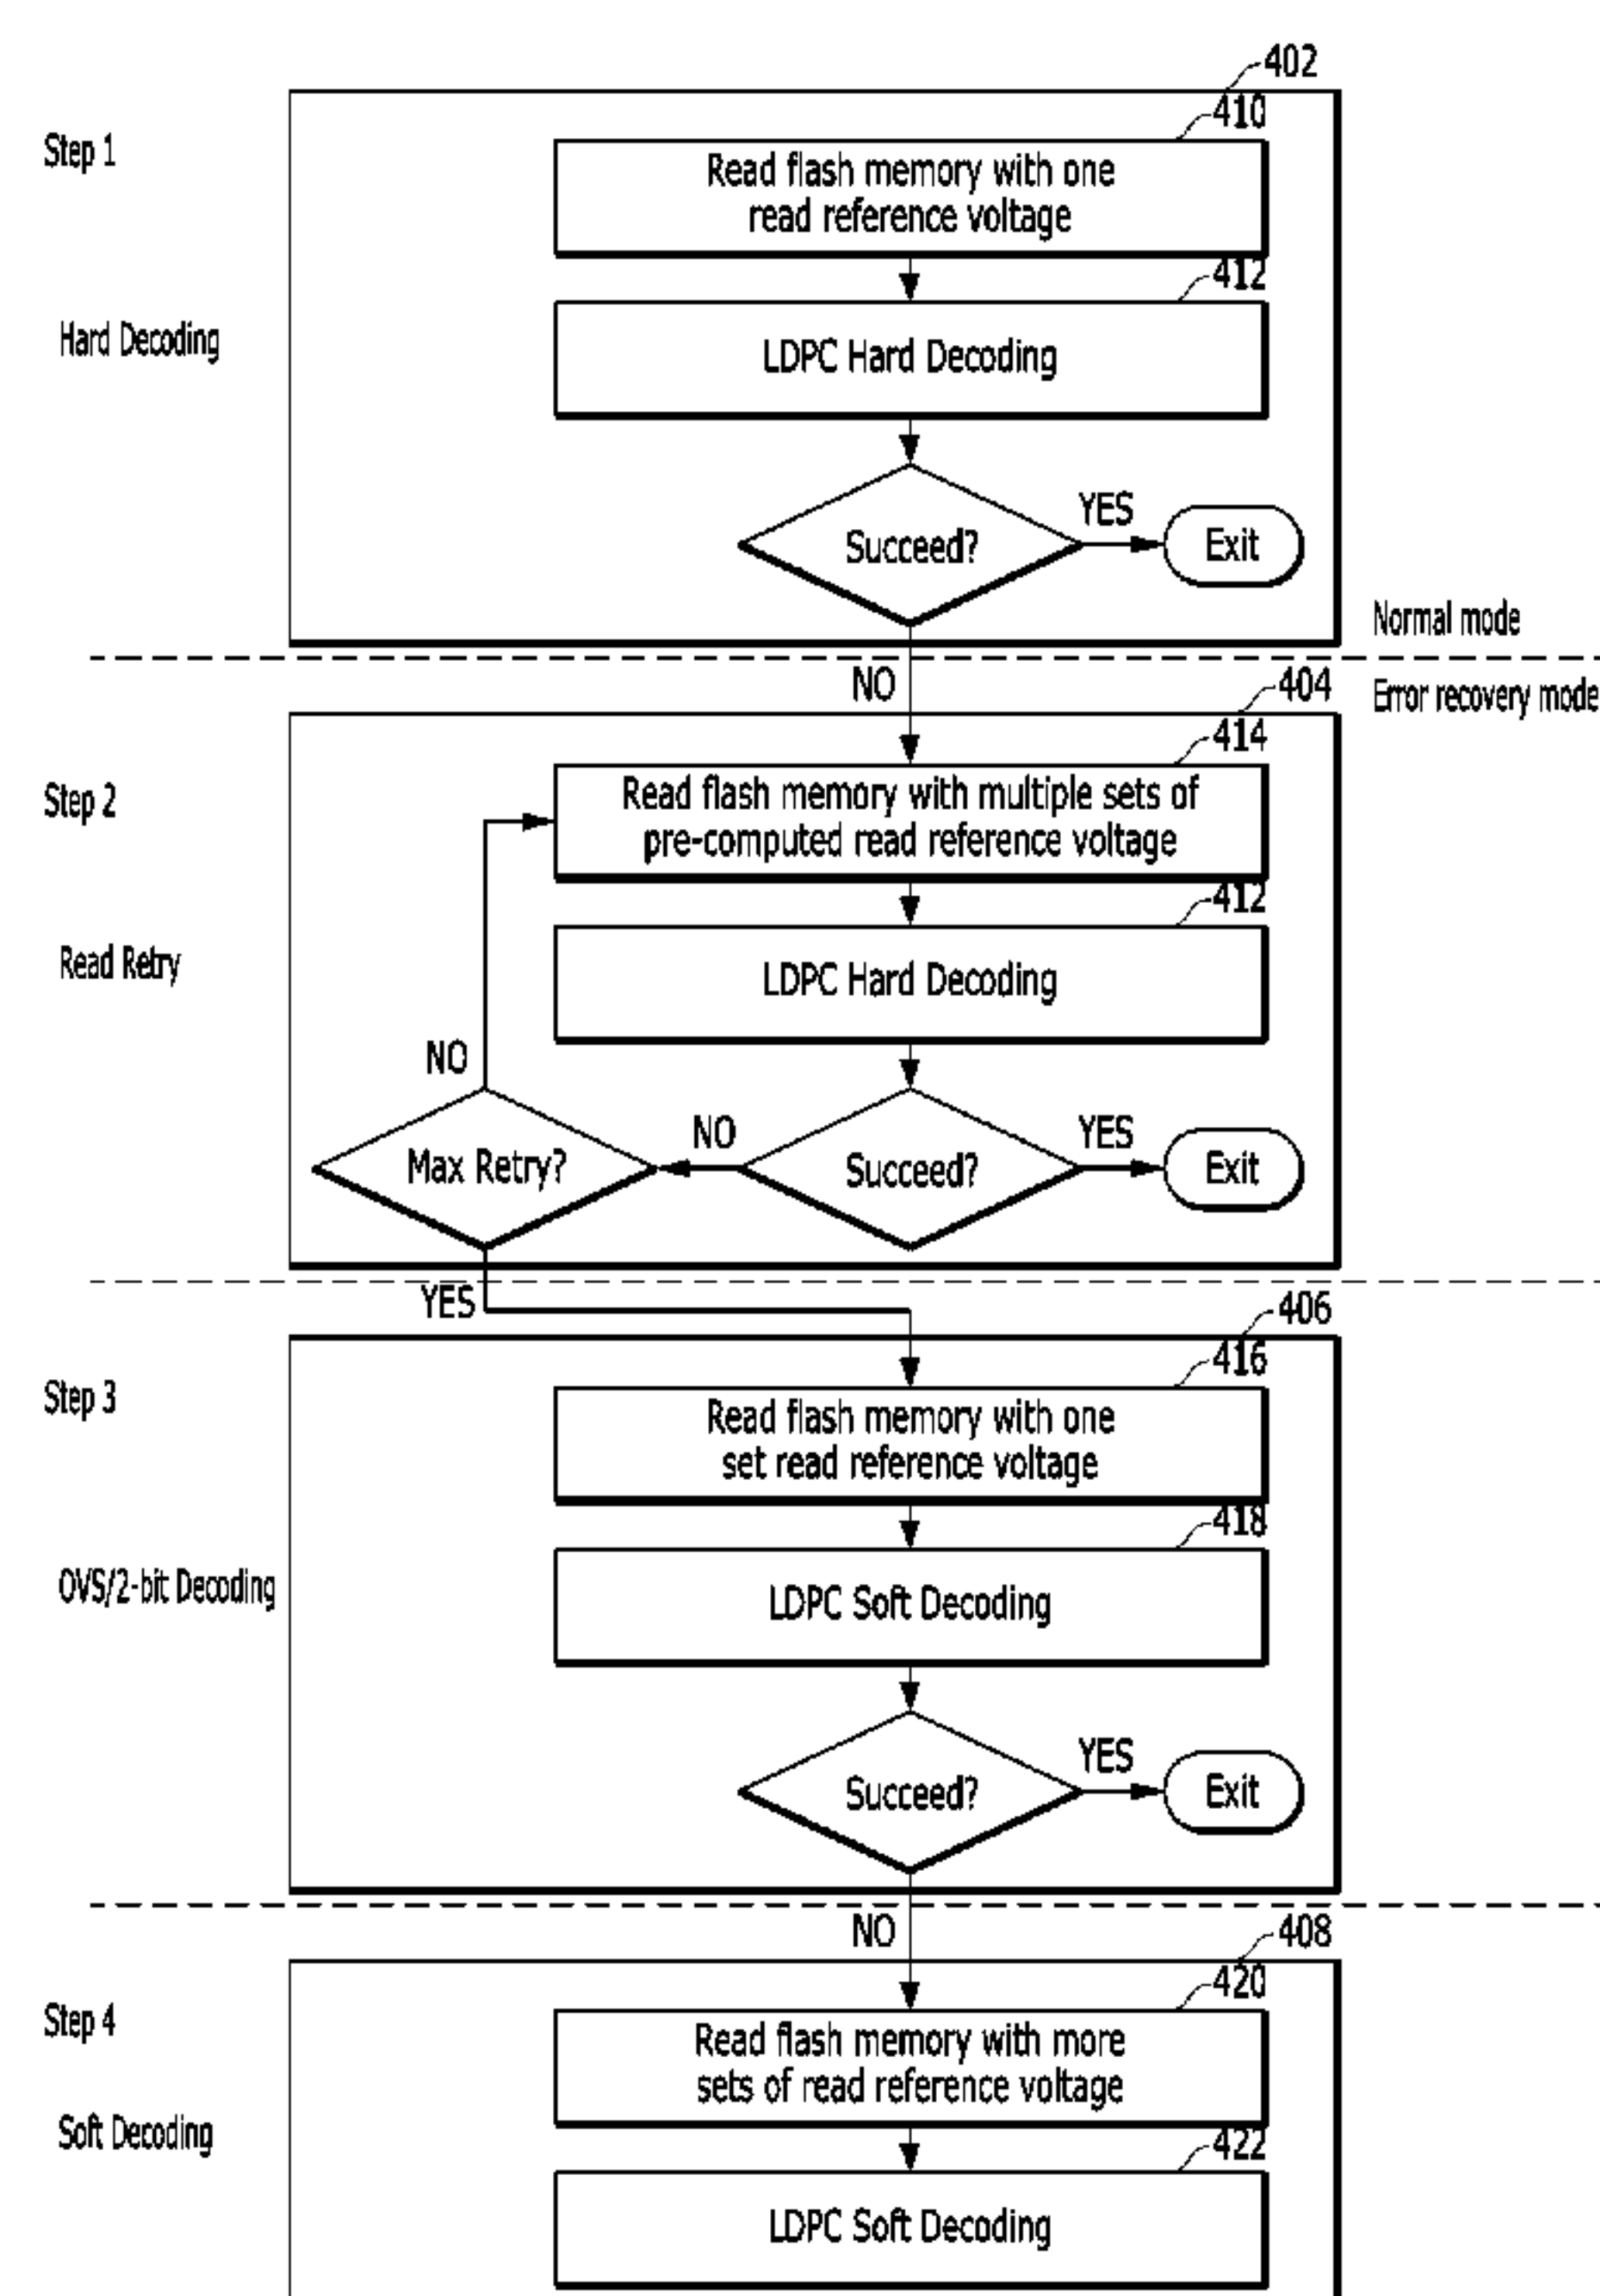 402
410
Step 1
Read flash memory with one
read reference voltage
412
Hard Decoding
LDPC Hard Decoding
YES
Succeed?
Exit
Normal mode
NO
404
Error recovery mode
414
Step 2
Read flash memory with multiple sets of
pre-computed read reference voltage
412
Read Retry
LDPC Hard Decoding
NO
NO
YES
Max Retry?
Succeed?
Exit
YES
406
416
Step 3
Read flash memory with one
set read reference voltage
418
OVS/2-bit Decoding
LDPC Soft Decoding
YES
Succeed?
Exit
NO
408
420
Step 4
Read flash memory with more
sets of read reference voltage
422
Soft Decoding
LDPC Soft Decoding